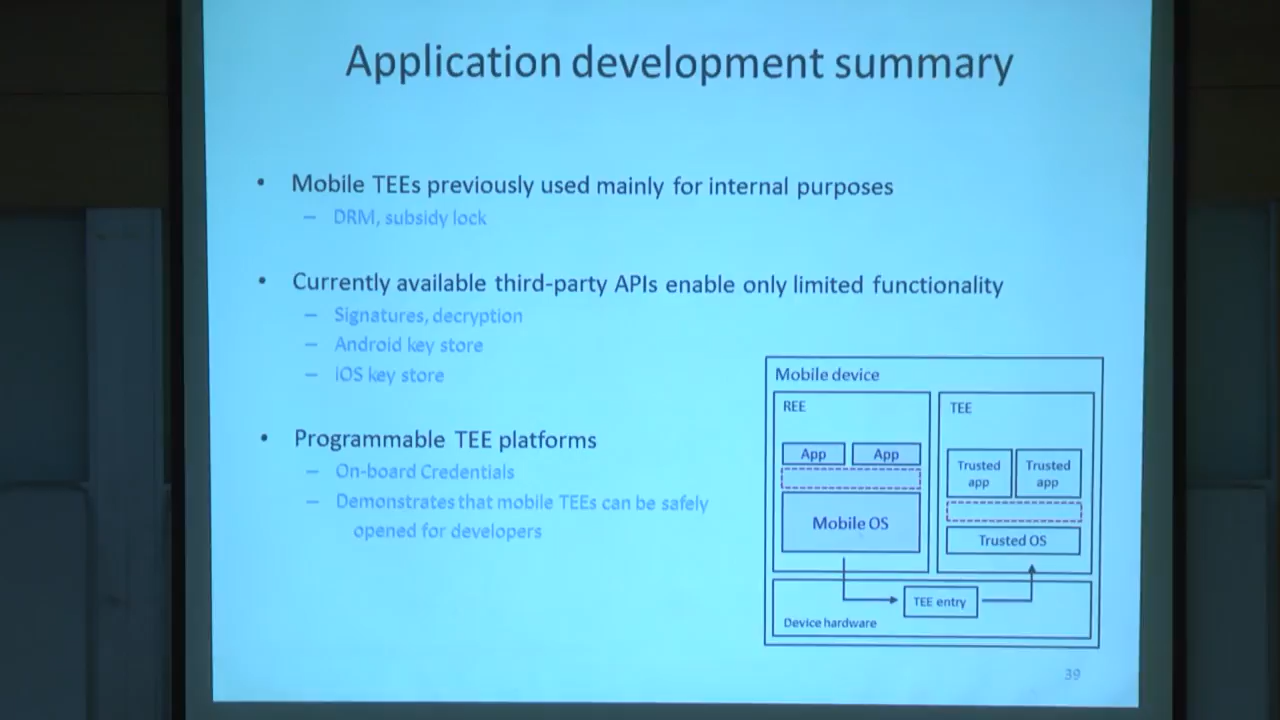 Application development summary
• Mobile TEEs previously used mainly for internal purposes
– DRM, subsidy lock
• Currently available third-party APIs enable only limited functionality
– Signatures, decryption
– Android key store
– iOS key store
• Programmable TEE platforms
– On-board Credentials
– Demonstrates that mobile TEEs can be safely
opened for developers
Mobile device
REE
App
App
Mobile OS
TEE
Trusted
app
Trusted
app
Trusted OS
TEE entry
Device hardware
39